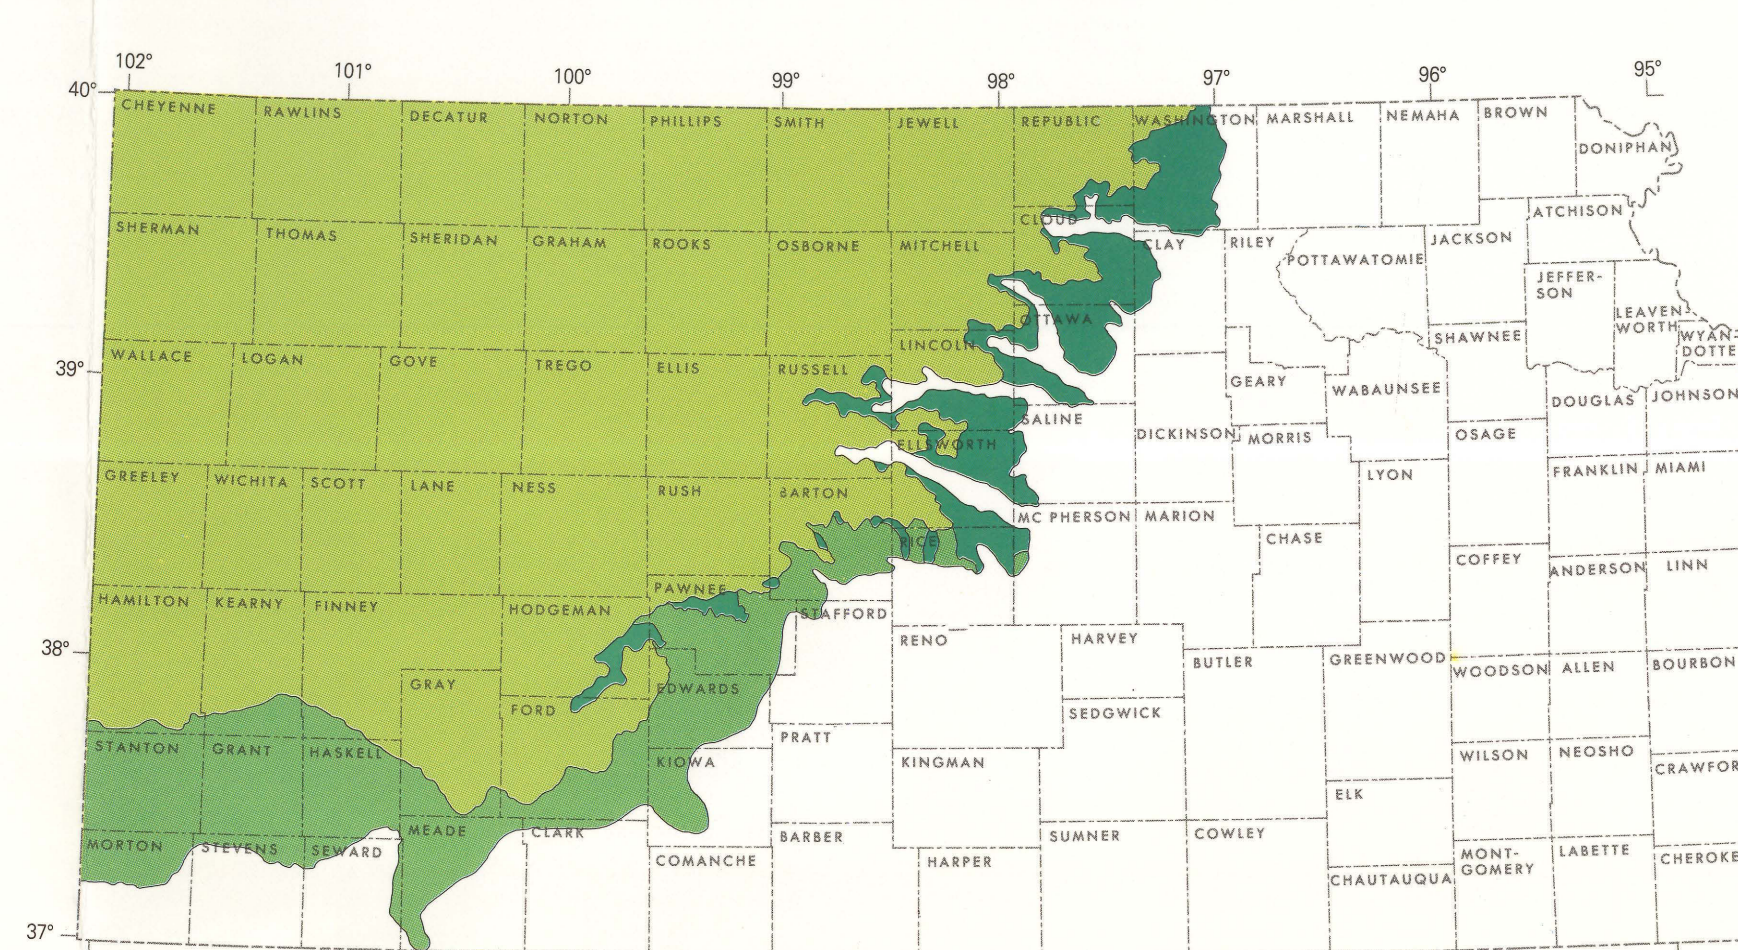 102° 101° 100° 99° 98° 97° 96° 95°
40°
CHEYENNE RAWLINS DECATUR NORTON PHILLIPS SMITH JEWELL REPUBLIC WASHINGTON MARSHALL NEMAHA BROWN
DONIPHAN
CLOUD ATCHISON
SHERMAN THOMAS SHERIDAN GRAHAM ROOKS OSBORNE MITCHELL CLAY RILEY JACKSON
POTTAWATOMIE
JEFFER-
SON
OTTAWA LEAVEN-
WORTH
LINCOLN SHAWNEE WYAN-
DOTTE
39°
WALLACE LOGAN GOVE TREGO ELLIS RUSSELL GEARY WABAUNSEE
DOUGLAS JOHNSON
SALINE
ELLSWORTH DICKINSON MORRIS OSAGE
GREELEY WICHITA SCOTT LANE NESS RUSH BARTON LYON FRANKLIN MIAMI
MC PHERSON MARION
RICE CHASE
COFFEY ANDERSON LINN
PAWNEE
HAMILTON KEARNY FINNEY HODGEMAN STAFFORD
38°
RENO HARVEY
BUTLER GREENWOOD WOODSON ALLEN BOURBON
GRAY EDWARDS
FORD SEDGWICK
PRATT
STANTON GRANT HASKELL KIOWA KINGMAN WILSON NEOSHO
CRAWFOR
ELK
MEADE CLARK BARBER SUMNER COWLEY
MORTON STEVENS SEWARD COMANCHE HARPER MONT-
GOMERY LABETTE CHEROKE
CHAUTAUQUA
37°